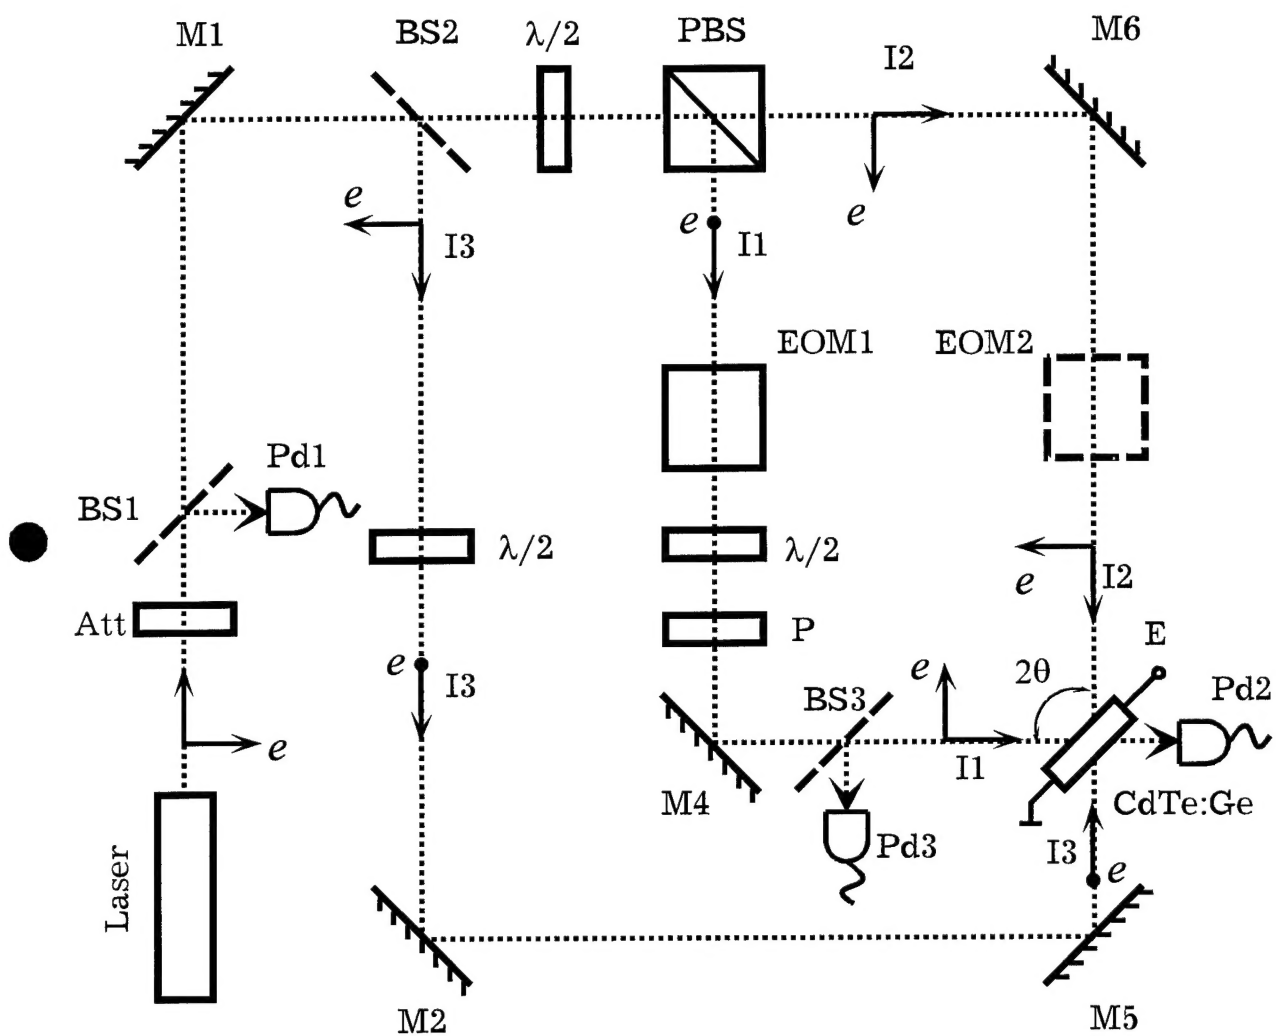 M1
BS2
λ/2
PBS
I2
M6
e
e
I3
e
I1
EOM1
EOM2
Pd1
BS1
λ/2
λ/2
e
I2
Att
P
E
e
I3
e
2θ
Pd2
BS3
e
I1
M4
CdTe:Ge
Pd3
I3
e
Laser
M2
M5